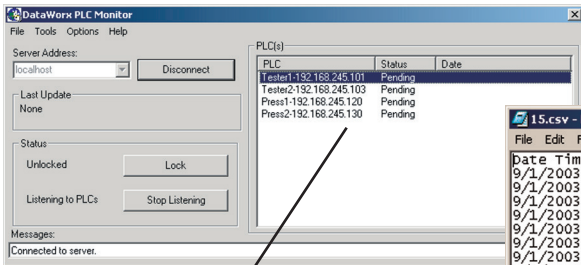 DataWorx PLC Monitor
File Tools Options Help
Server Address:
localhost
Disconnect
Last Update
None
Status
Unlocked
Lock
Listening to PLCs
Stop Listening
PLC(s)
PLC Status Date
Tester1-192.168.245.101 Pending
Tester2-192.168.245.103 Pending
Press1-192.168.245.120 Pending
Press2-192.168.245.130 Pending
Messages:
Connected to server.
15.csv -
File Edit F
Date Tim
9/1/2003
9/1/2003
9/1/2003
9/1/2003
9/1/2003
9/1/2003
9/1/2003